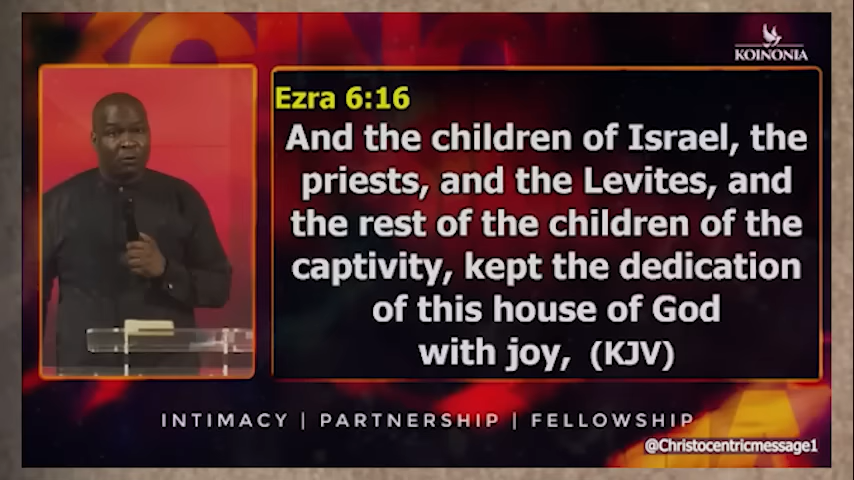 KOINONIA
Ezra 6:16
And the children of Israel, the
priests, and the Levites, and
the rest of the children of the
captivity, kept the dedication
of this house of God
with joy, (KJV)
INTIMACY | PARTNERSHIP | FELLOWSHIP
@Christocentricmessage1